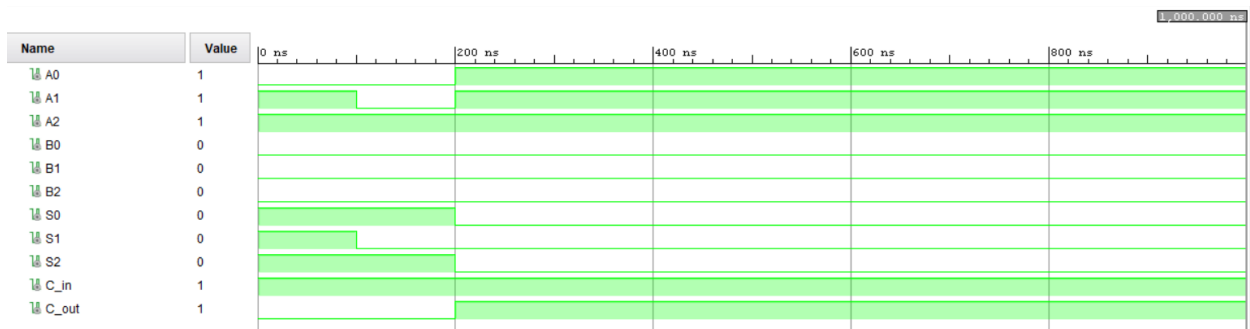 1,000.000 ns
Name Value 0 ns 200 ns 400 ns 600 ns 800 ns
A0 1
A1 1
A2 1
B0 0
B1 0
B2 0
S0 0
S1 0
S2 0
C_in 1
C_out 1